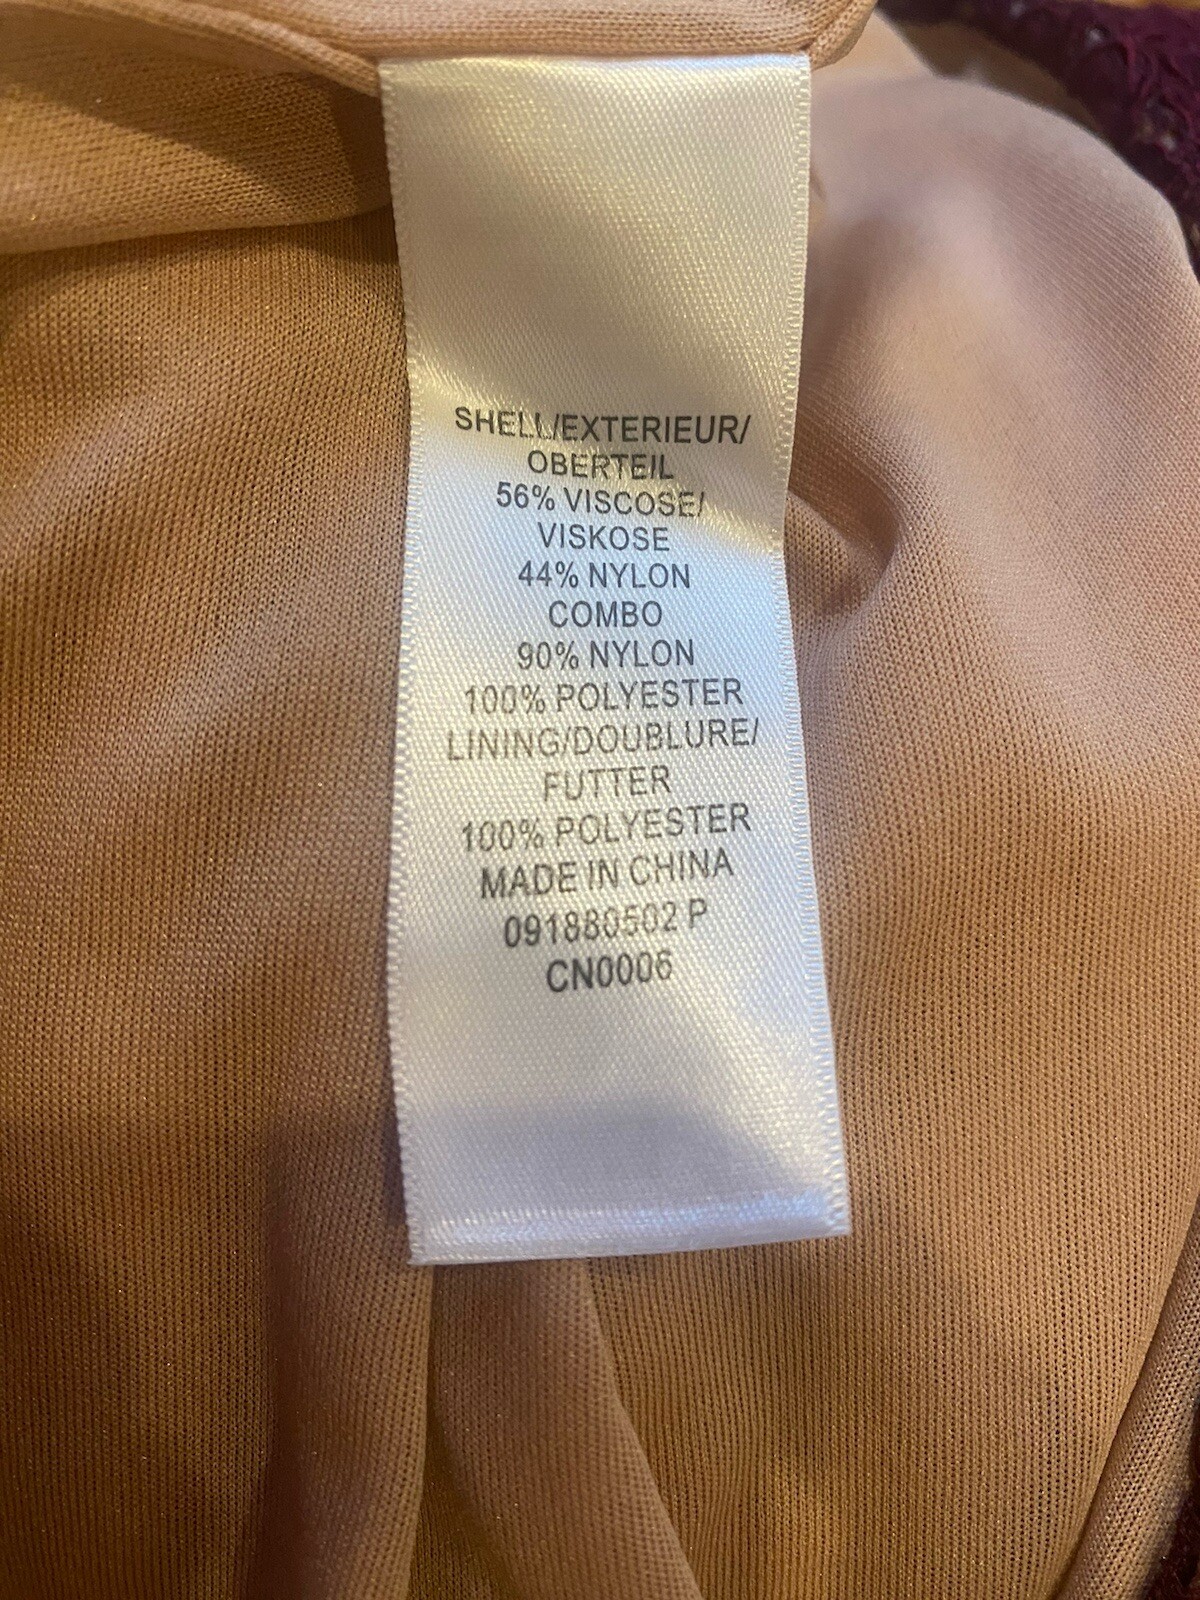 SHELL/EXTERIEUR/
OBERTEIL
56% VISCOSE/
VISKOSE
44% NYLON
COMBO
90% NYLON
100% POLYESTER
LINING/DOUBLURE/
FUTTER
100% POLYESTER
MADE IN CHINA
091880502 P
CN0006